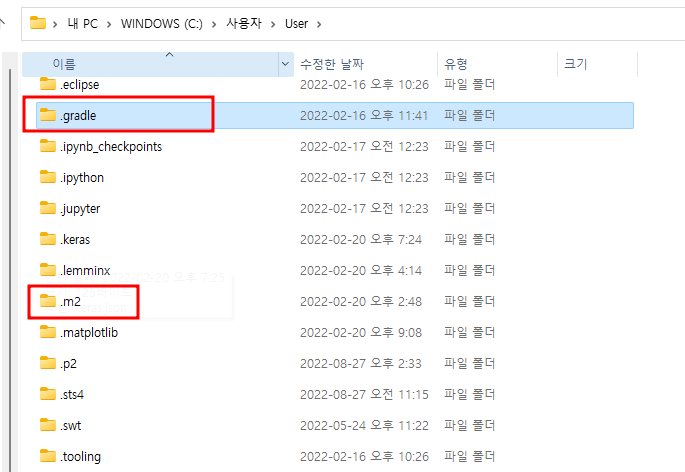 내 PC > WINDOWS (C:) > 사용자 > User >
이름 수정한 날짜 유형 크기
.eclipse 2022-02-16 오후 10:26 파일 폴더
.gradle 2022-02-16 오후 11:41 파일 폴더
.ipynb_checkpoints 2022-02-17 오전 12:23 파일 폴더
.ipython 2022-02-17 오전 12:23 파일 폴더
.jupyter 2022-02-17 오전 12:23 파일 폴더
.keras 2022-02-20 오후 7:24 파일 폴더
.lemminx 2022-02-20 오후 4:14 파일 폴더
.m2 2022-02-20 오후 2:48 파일 폴더
.matplotlib 2022-02-20 오후 9:08 파일 폴더
.p2 2022-08-27 오후 2:33 파일 폴더
.sts4 2022-08-27 오전 11:15 파일 폴더
.swt 2022-05-24 오후 11:22 파일 폴더
.tooling 2022-02-16 오후 10:26 파일 폴더